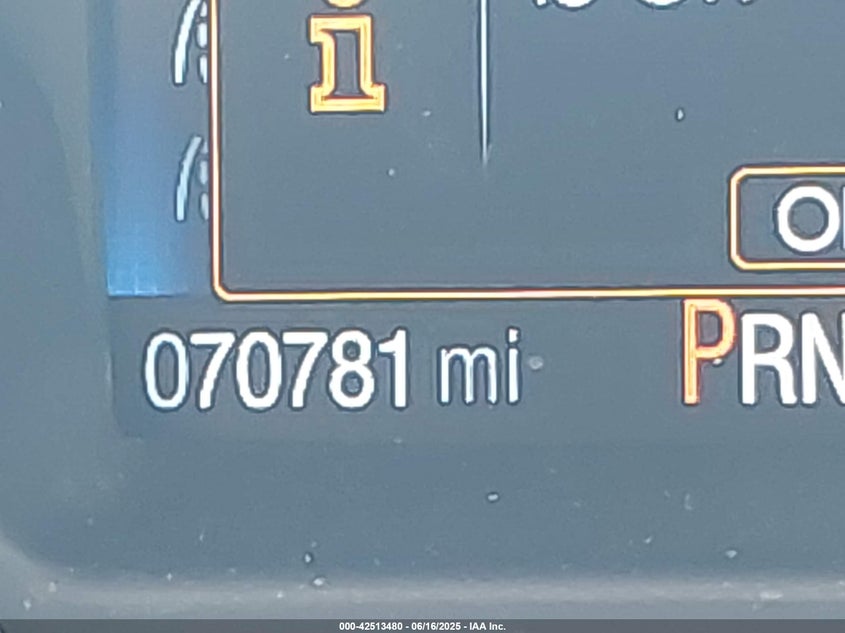 i
070781 mi
PRN
000-42513480 - 06/16/2025 - IAA Inc.